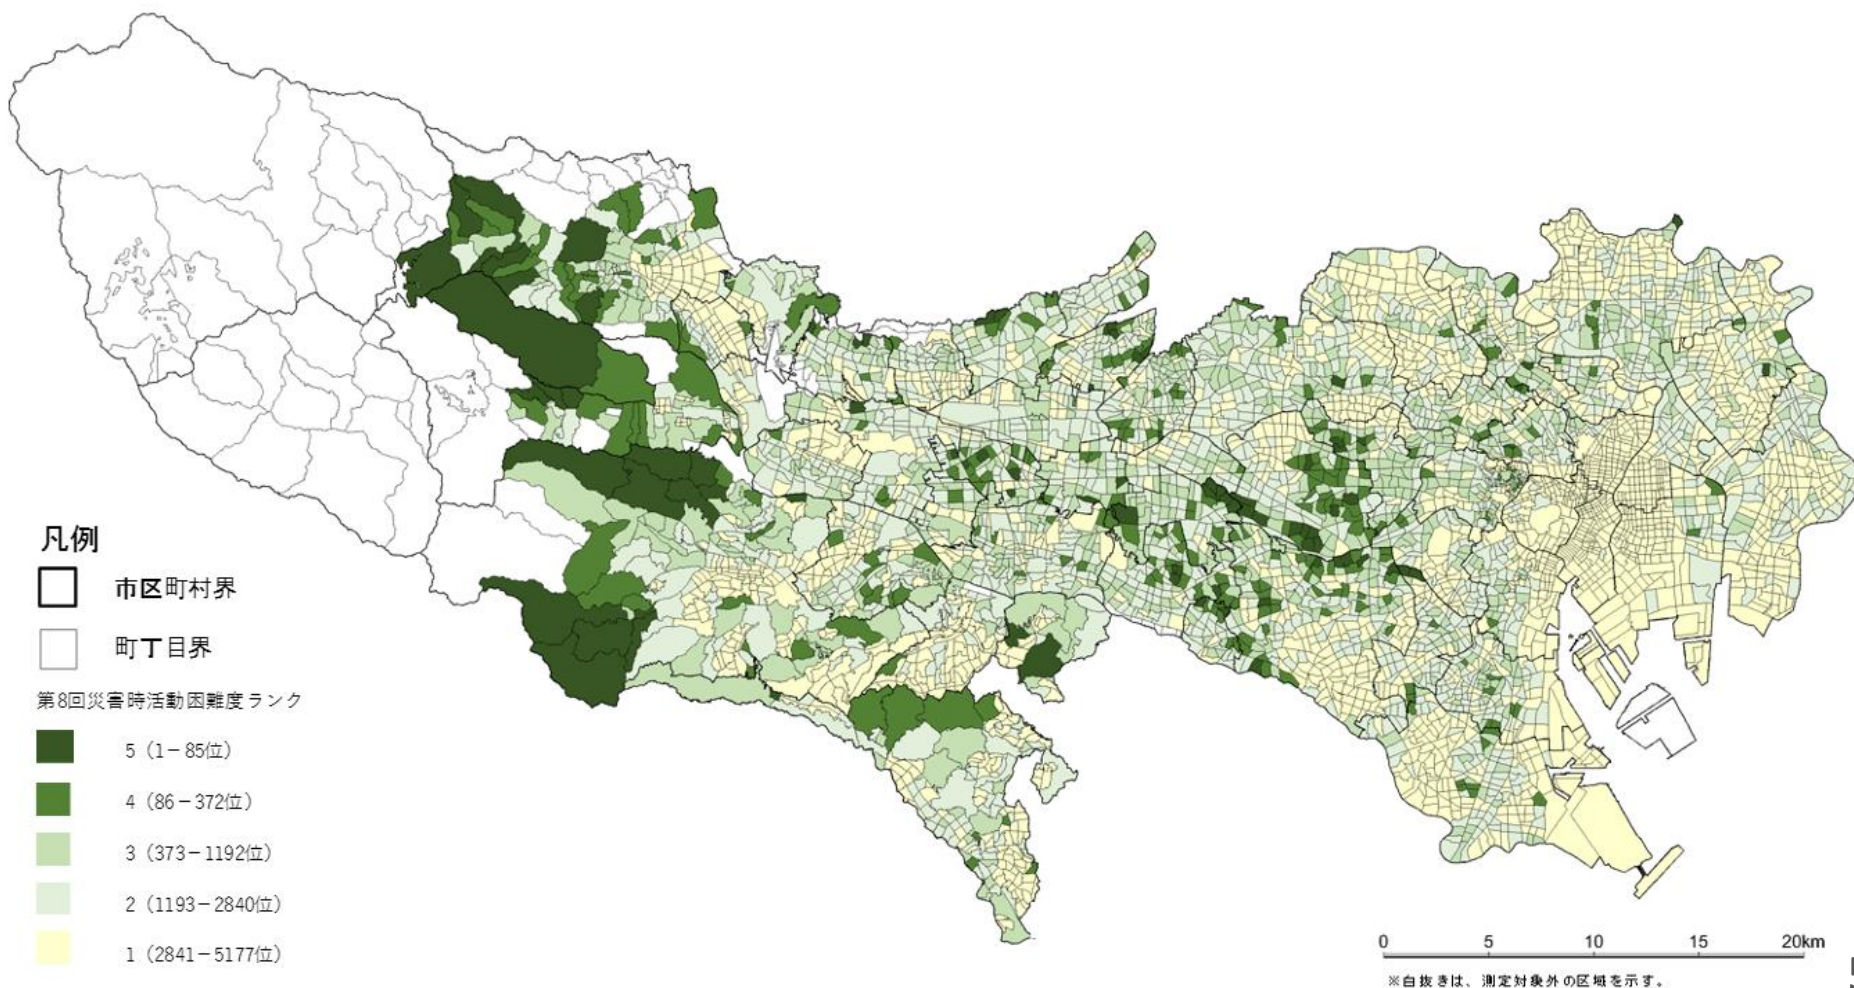 凡例
市区町村界
町丁目界
第8回災害時活動困難度ランク
5（1－85位）
4（86－372位）
3（373－1192位）
2（1193－2840位）
1（2841－5177位）
0 5 10 15 20km
※白抜きは、測定対象外の区域を示す。